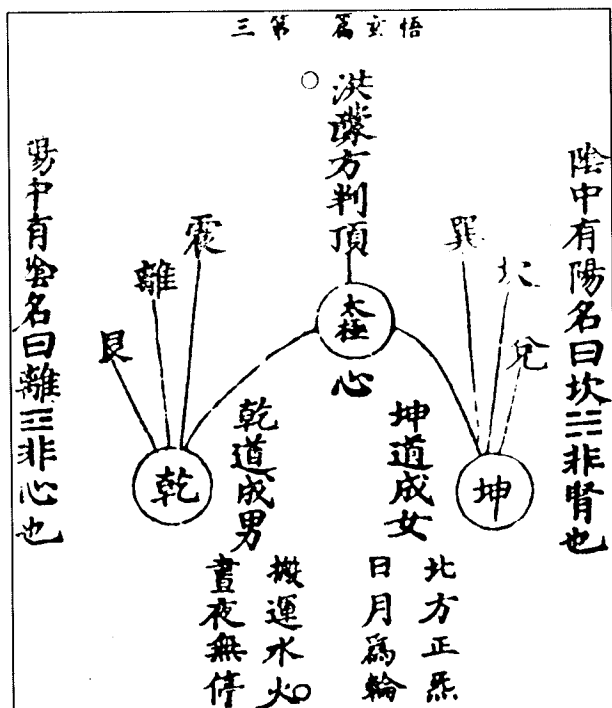 悟玄篇 第三
陰中有陽名曰坎☵非腎也
兌
坎
巽
坤
坤道成女
北方正炁
日月爲輪
洪濛方判頂
太極
心
乾道成男
搬運水火
晝夜無停
震
離
艮
乾
陽中有陰名曰離☲非心也